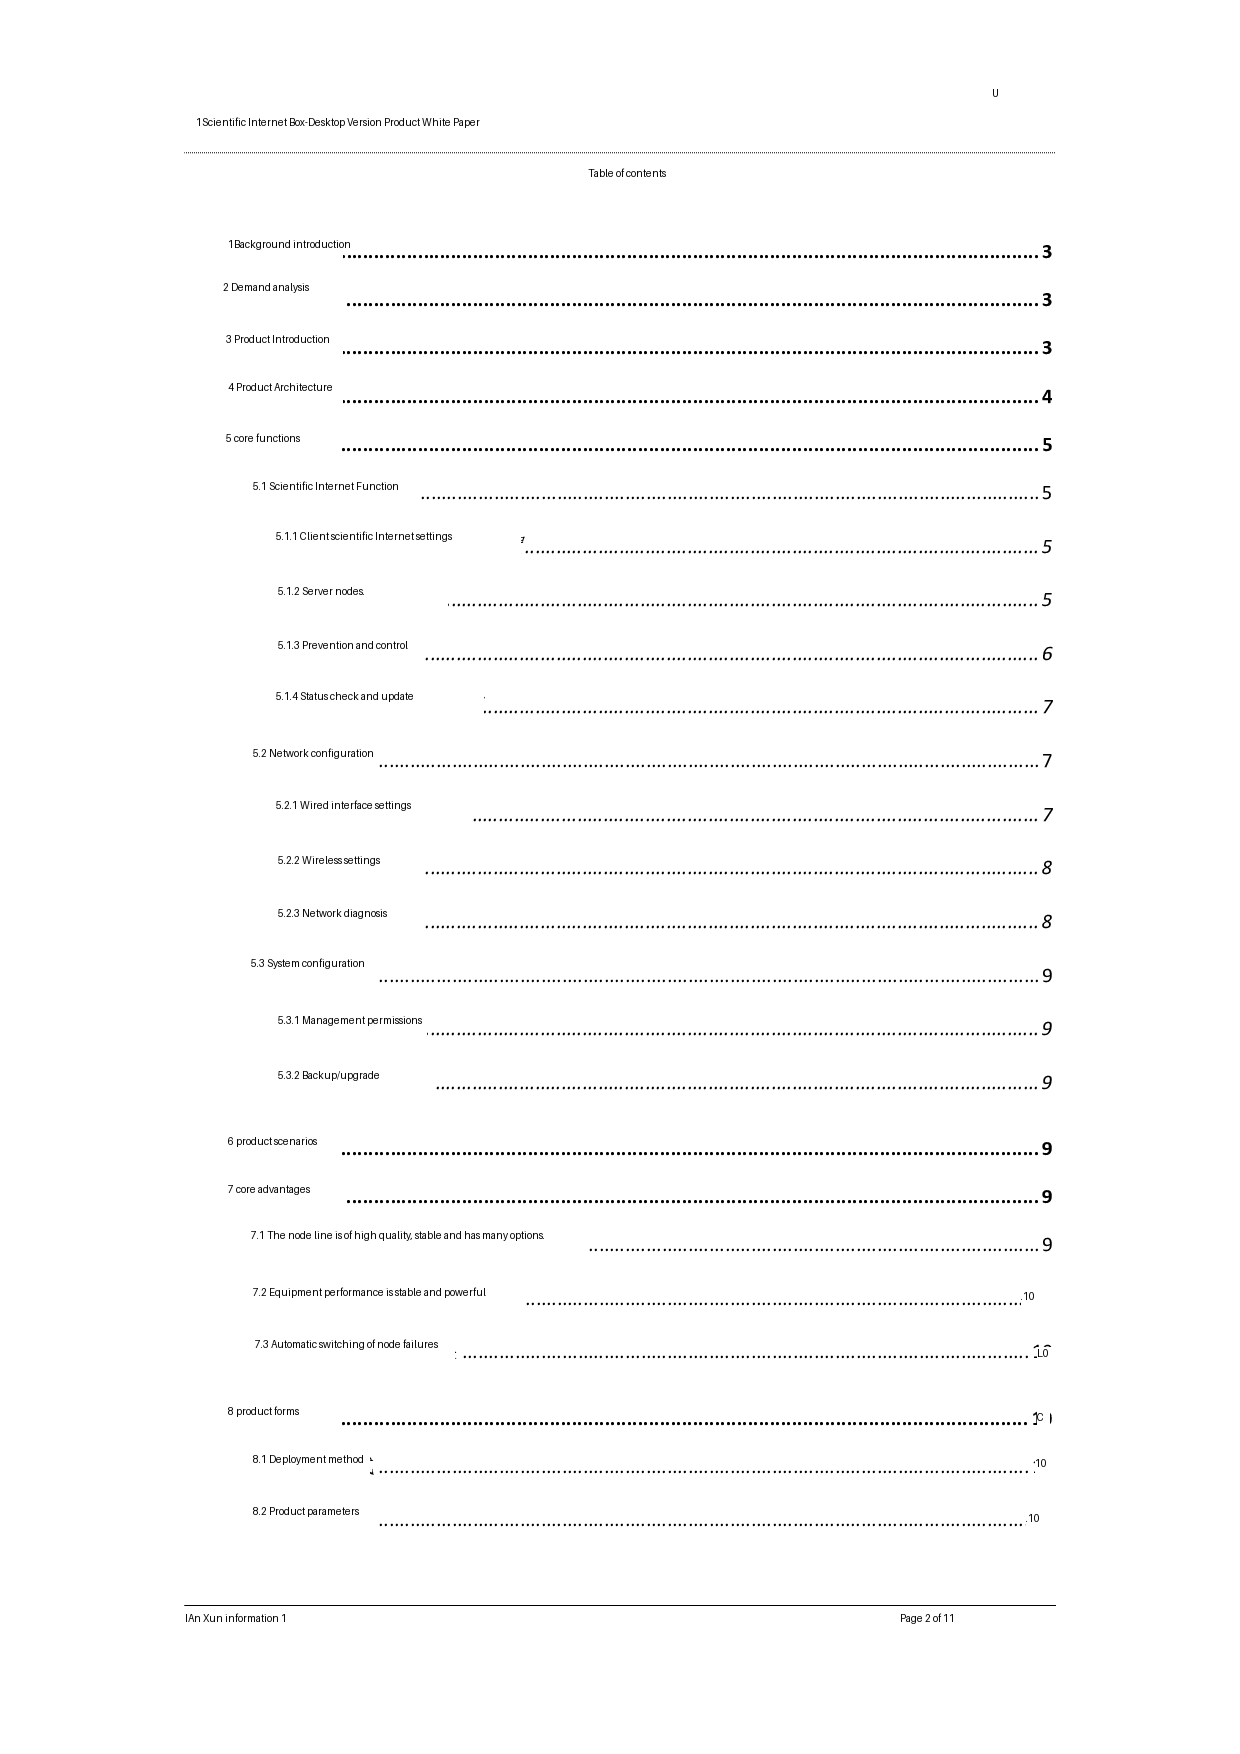 U
1Scientific Internet Box-Desktop Version Product White Paper
Table of contents
1Background introduction 3
2 Demand analysis 3
3 Product Introduction 3
4 Product Architecture 4
5 core functions 5
5.1 Scientific Internet Function 5
5.1.1 Client scientific Internet settings 5
5.1.2 Server nodes. 5
5.1.3 Prevention and control 6
5.1.4 Status check and update 7
5.2 Network configuration 7
5.2.1 Wired interface settings 7
5.2.2 Wireless settings 8
5.2.3 Network diagnosis 8
5.3 System configuration 9
5.3.1 Management permissions 9
5.3.2 Backup/upgrade 9
6 product scenarios 9
7 core advantages 9
7.1 The node line is of high quality, stable and has many options. 9
7.2 Equipment performance is stable and powerful 10
7.3 Automatic switching of node failures
8 product forms
8.1 Deployment method 10
8.2 Product parameters 10
IAn Xun information 1 Page 2 of 11